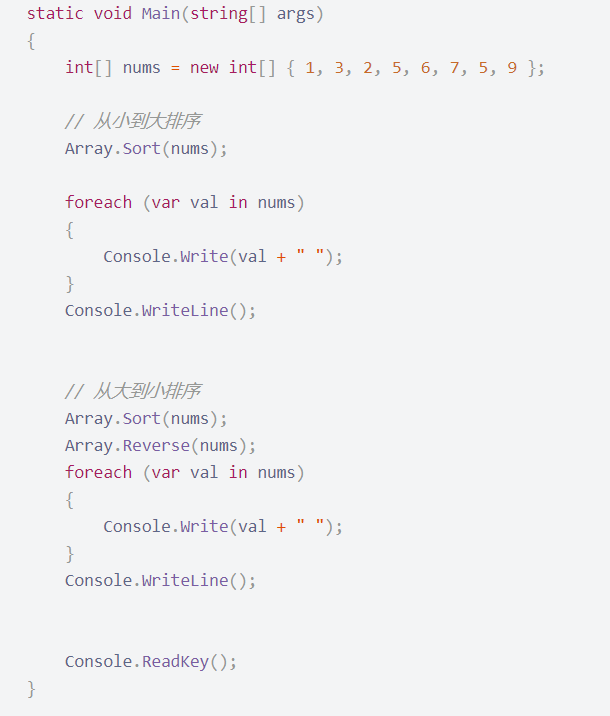 static void Main(string[] args)
{
    int[] nums = new int[] { 1, 3, 2, 5, 6, 7, 5, 9 };
    // 从小到大排序
    Array.Sort(nums);
    foreach (var val in nums)
    {
        Console.Write(val + " ");
    }
    Console.WriteLine();
    // 从大到小排序
    Array.Sort(nums);
    Array.Reverse(nums);
    foreach (var val in nums)
    {
        Console.Write(val + " ");
    }
    Console.WriteLine();
    Console.ReadKey();
}